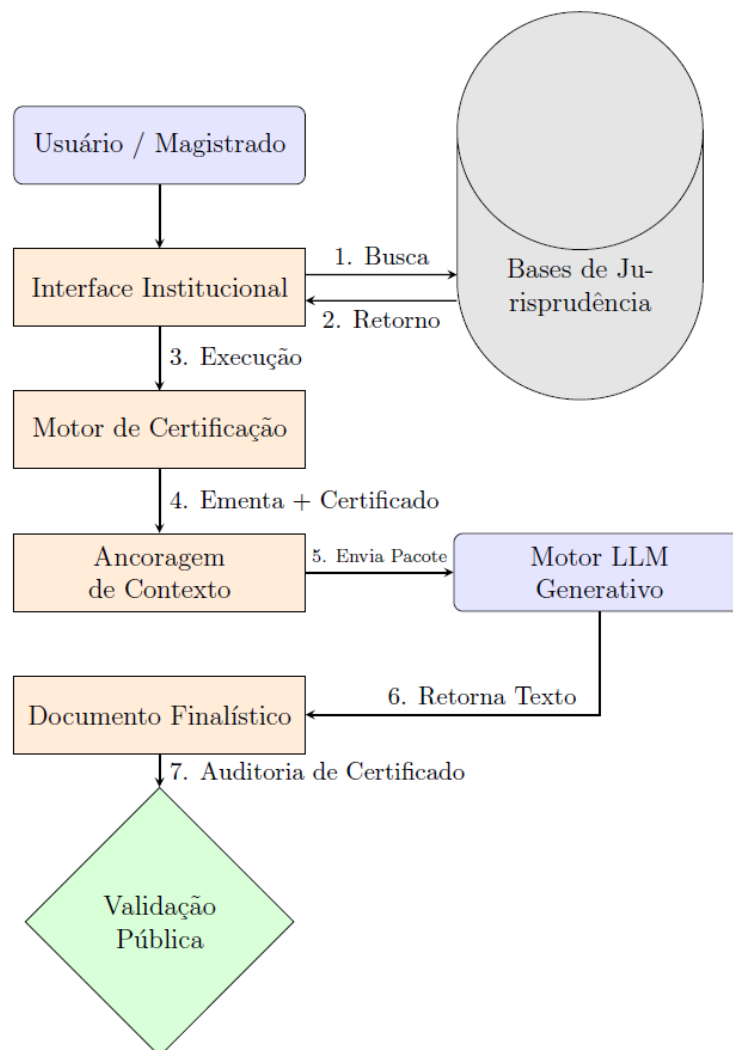 Usuário / Magistrado
Interface Institucional
1. Busca
2. Retorno
Bases de Ju-
risprudência
3. Execução
Motor de Certificação
4. Ementa + Certificado
Ancoragem
de Contexto
5. Envia Pacote
Motor LLM
Generativo
6. Retorna Texto
Documento Finalístico
7. Auditoria de Certificado
Validação
Pública